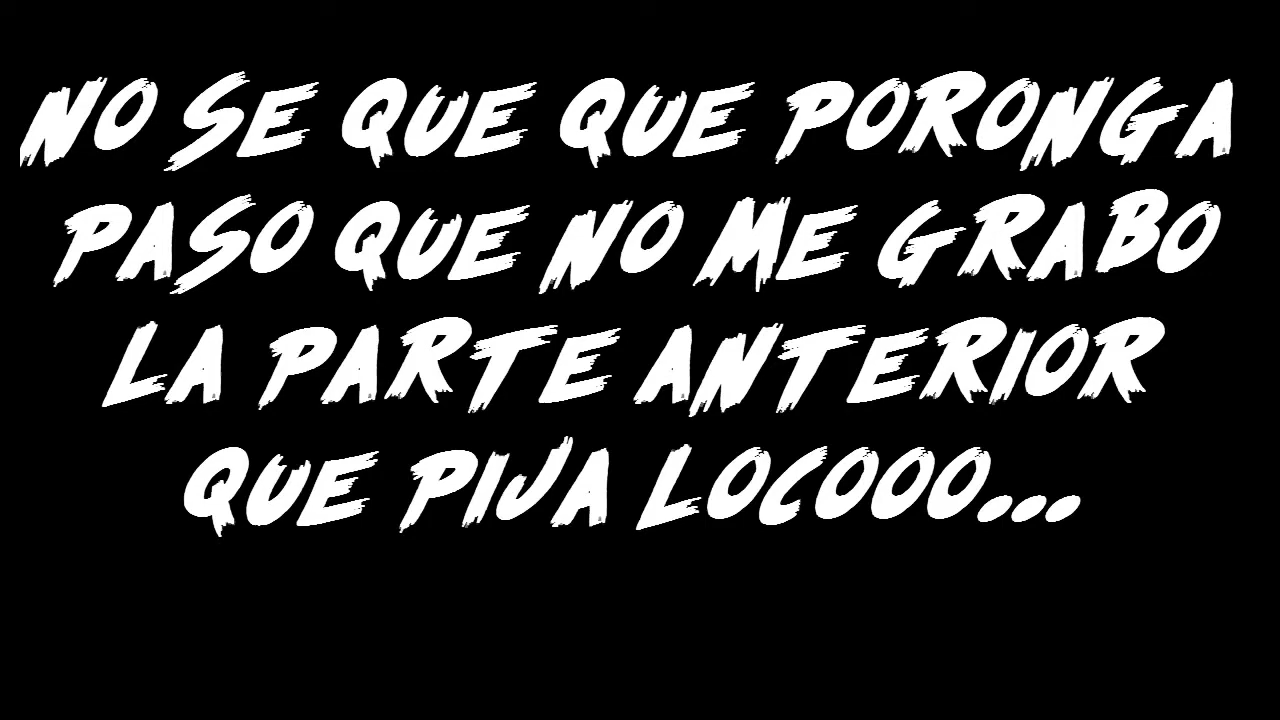 NO SE QUE QUE PORONGA
PASO QUE NO ME GRABO
LA PARTE ANTERIOR
QUE PIJA LOCOOO...